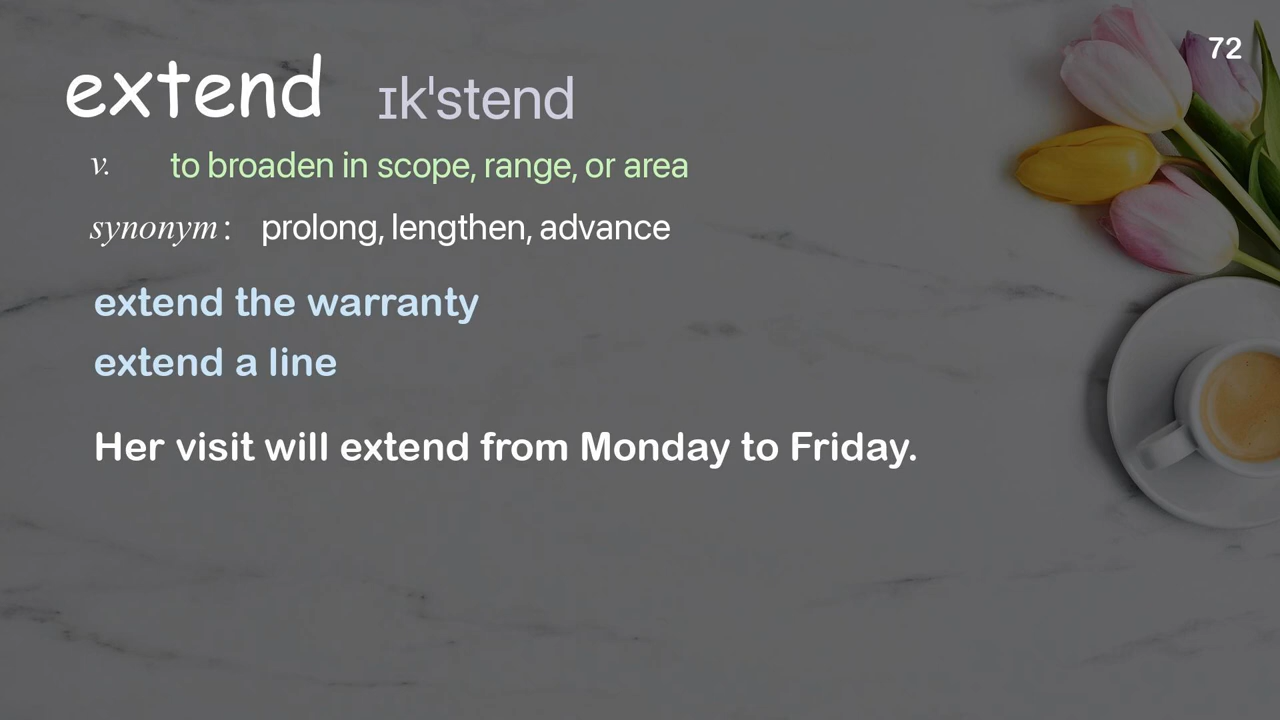 72
extend ɪk'stend
v. to broaden in scope, range, or area
synonym: prolong, lengthen, advance
extend the warranty
extend a line
Her visit will extend from Monday to Friday.